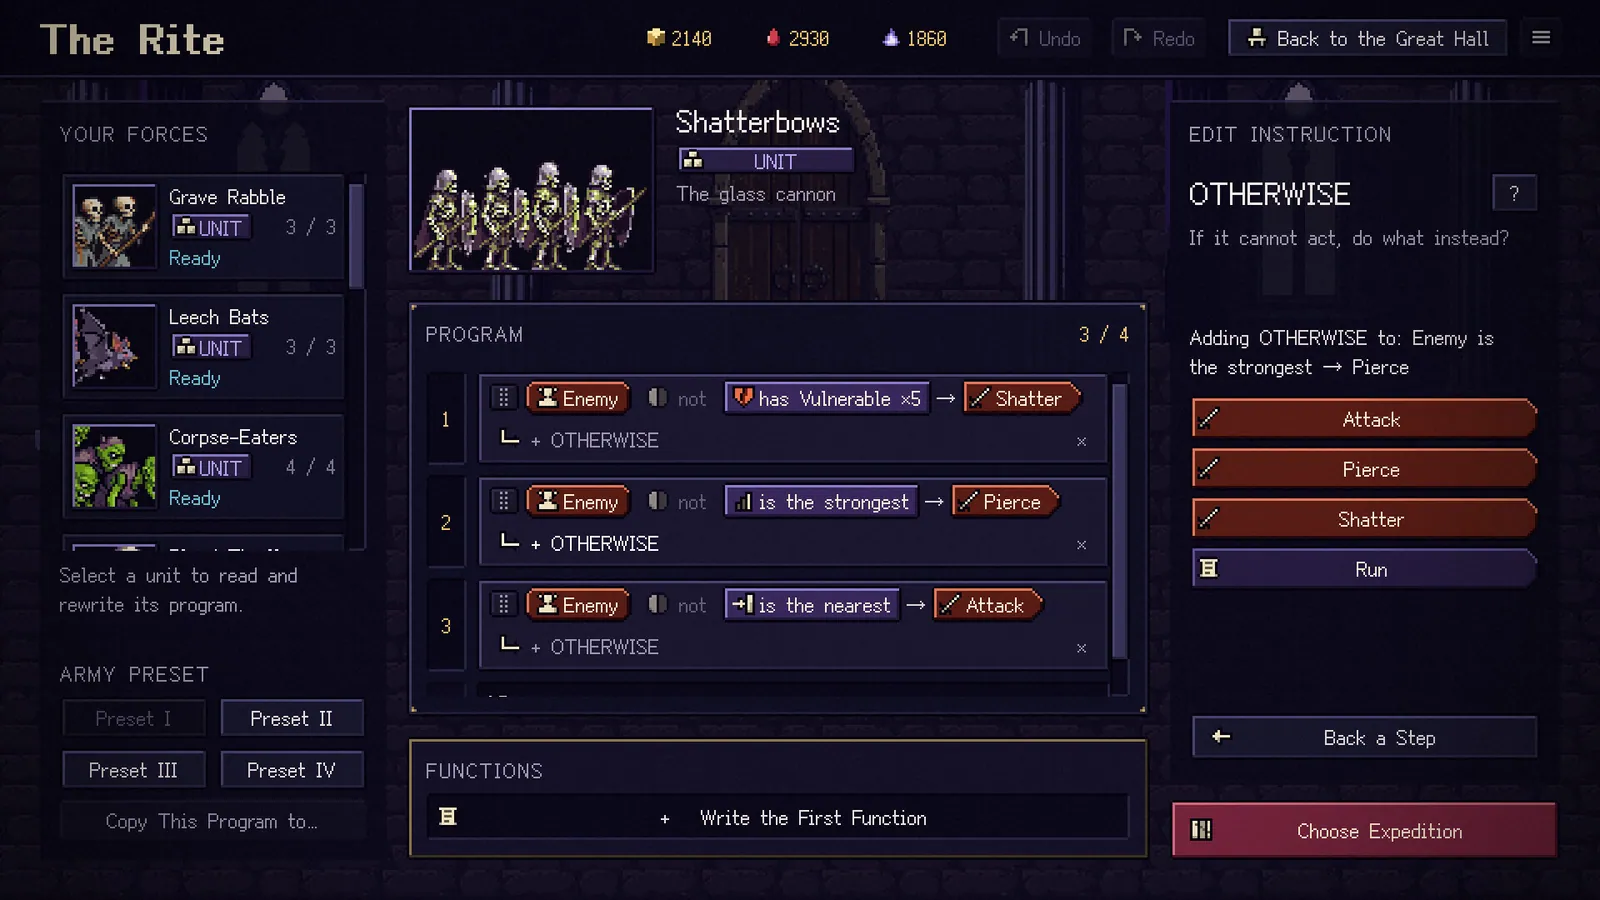 The Rite
2140
2930
1860
Undo
Redo
Back to the Great Hall
YOUR FORCES
Grave Rabble
UNIT
3 / 3
Ready
Leech Bats
UNIT
3 / 3
Ready
Corpse-Eaters
UNIT
4 / 4
Ready
Select a unit to read and
rewrite its program.
ARMY PRESET
Preset I
Preset II
Preset III
Preset IV
Copy This Program to…
Shatterbows
UNIT
The glass cannon
PROGRAM
3 / 4
1
Enemy not has Vulnerable ×5 → Shatter
+ OTHERWISE ×
2
Enemy not is the strongest → Pierce
+ OTHERWISE ×
3
Enemy not is the nearest → Attack
+ OTHERWISE ×
FUNCTIONS
+ Write the First Function
EDIT INSTRUCTION
OTHERWISE
?
If it cannot act, do what instead?
Adding OTHERWISE to: Enemy is
the strongest → Pierce
Attack
Pierce
Shatter
Run
Back a Step
Choose Expedition